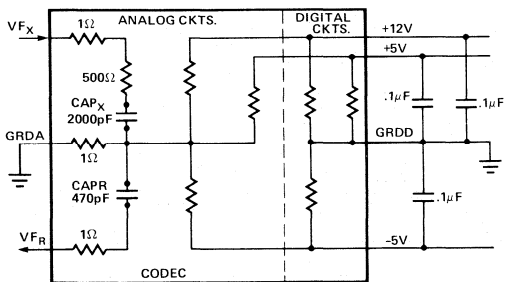 ANALOG CKTS.
DIGITAL
CKTS.
1Ω
VFX
+12V
+5V
500Ω
CAPX
2000pF
.1μF
.1μF
GRDA
GRDD
1Ω
CAPR
470pF
.1μF
1Ω
VFR
-5V
CODEC